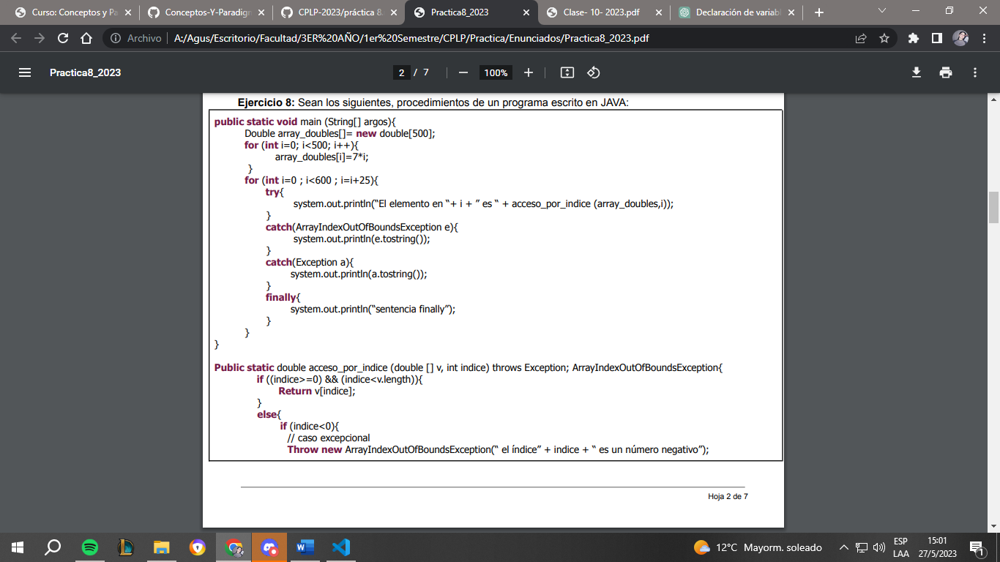 Curso: Conceptos y Pa
Conceptos-Y-Paradigm
CPLP-2023/práctica 8.
Practica8_2023
Clase- 10- 2023.pdf
Declaración de variabl
Archivo
A:/Agus/Escritorio/Facultad/3ER%20AÑO/1er%20Semestre/CPLP/Practica/Enunciados/Practica8_2023.pdf
Practica8_2023
2 / 7
100%
Ejercicio 8: Sean los siguientes, procedimientos de un programa escrito en JAVA:
public static void main (String[] argos){
Double array_doubles[]= new double[500];
for (int i=0; i<500; i++){
array_doubles[i]=7*i;
}
for (int i=0 ; i<600 ; i=i+25){
try{
system.out.println(“El elemento en “+ i + ” es “ + acceso_por_indice (array_doubles,i));
}
catch(ArrayIndexOutOfBoundsException e){
system.out.println(e.tostring());
}
catch(Exception a){
system.out.println(a.tostring());
}
finally{
system.out.println(“sentencia finally”);
}
}
}
Public static double acceso_por_indice (double [] v, int indice) throws Exception; ArrayIndexOutOfBoundsException{
if ((indice>=0) && (indice<v.length)){
Return v[indice];
}
else{
if (indice<0){
// caso excepcional
Throw new ArrayIndexOutOfBoundsException(“ el índice” + indice + “ es un número negativo”);
Hoja 2 de 7
12°C Mayorm. soleado
ESP
LAA
15:01
27/5/2023
1